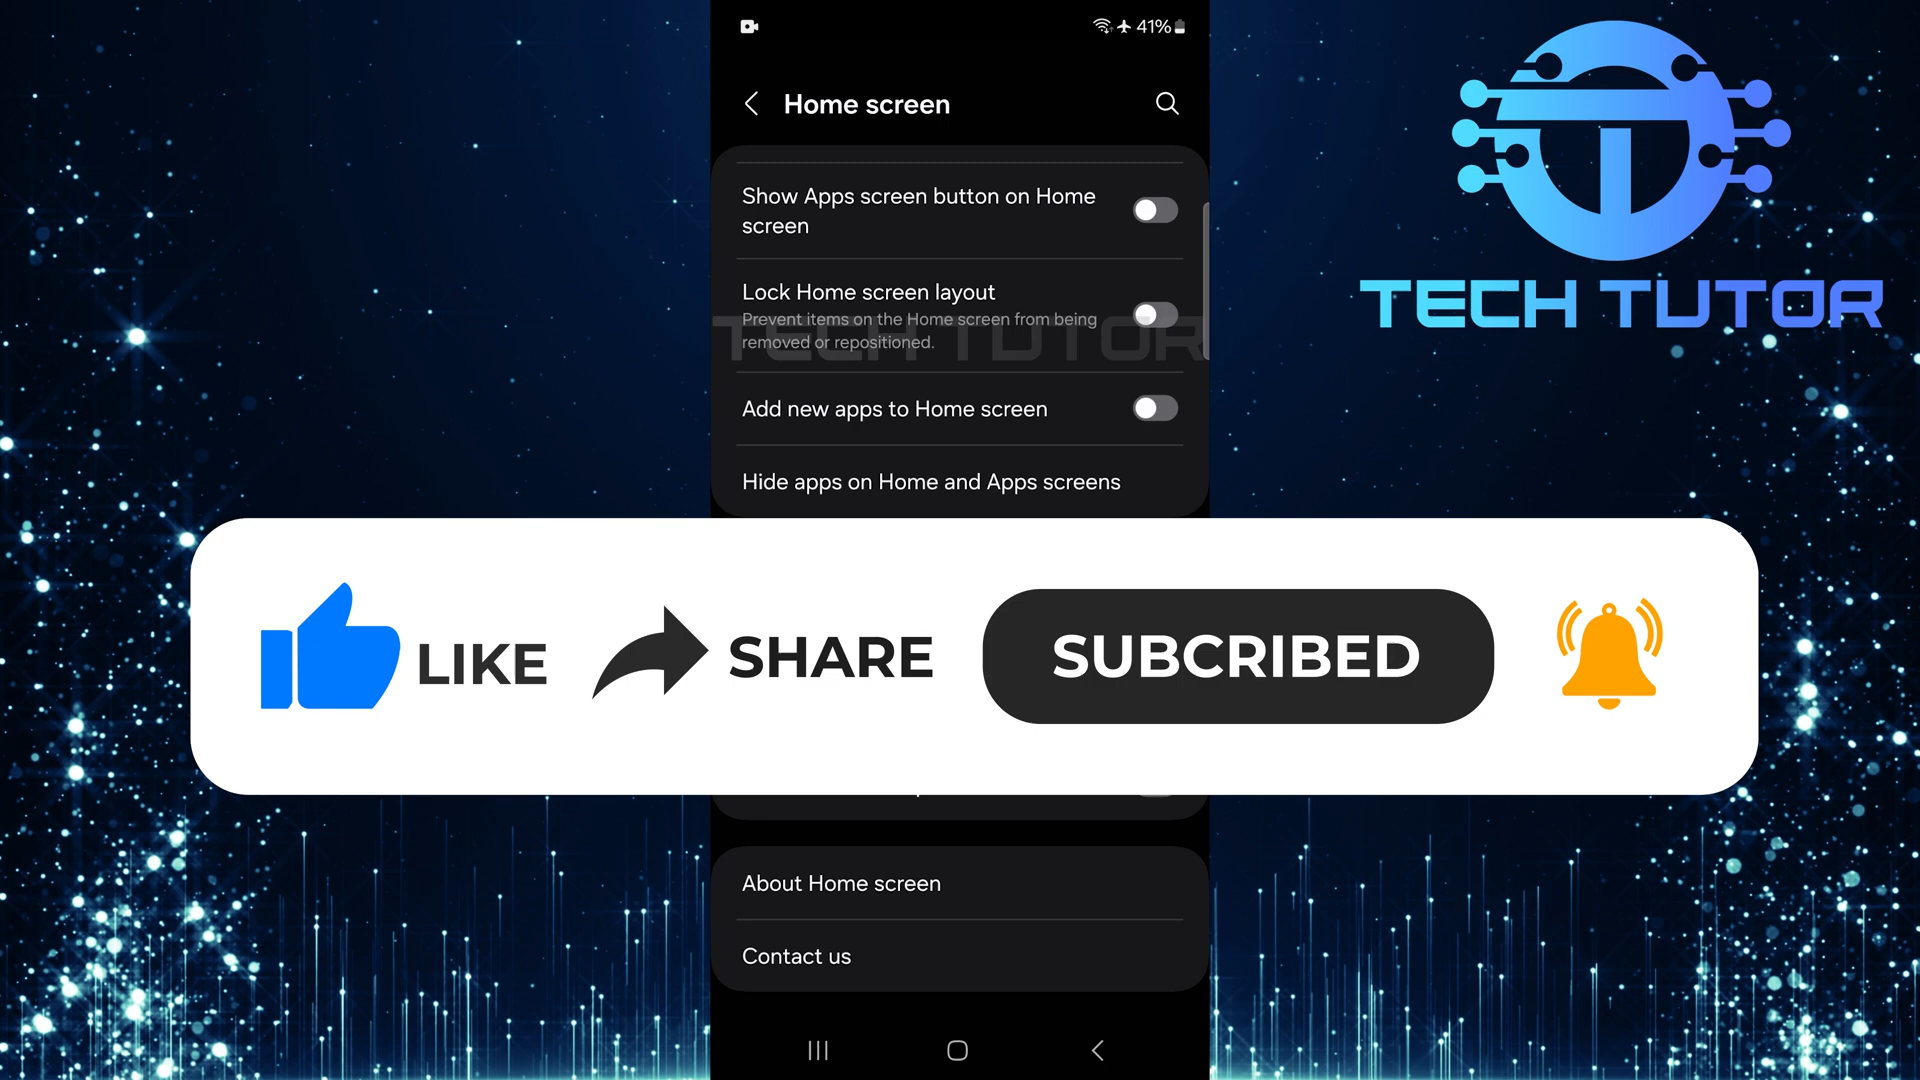 41%
Home screen
TECH TUTOR
Show Apps screen button on Home
screen
Lock Home screen layout
Prevent items on the Home screen from being
removed or repositioned.
TECH TUTOR
Add new apps to Home screen
Hide apps on Home and Apps screens
LIKE
SHARE
SUBCRIBED
About Home screen
Contact us